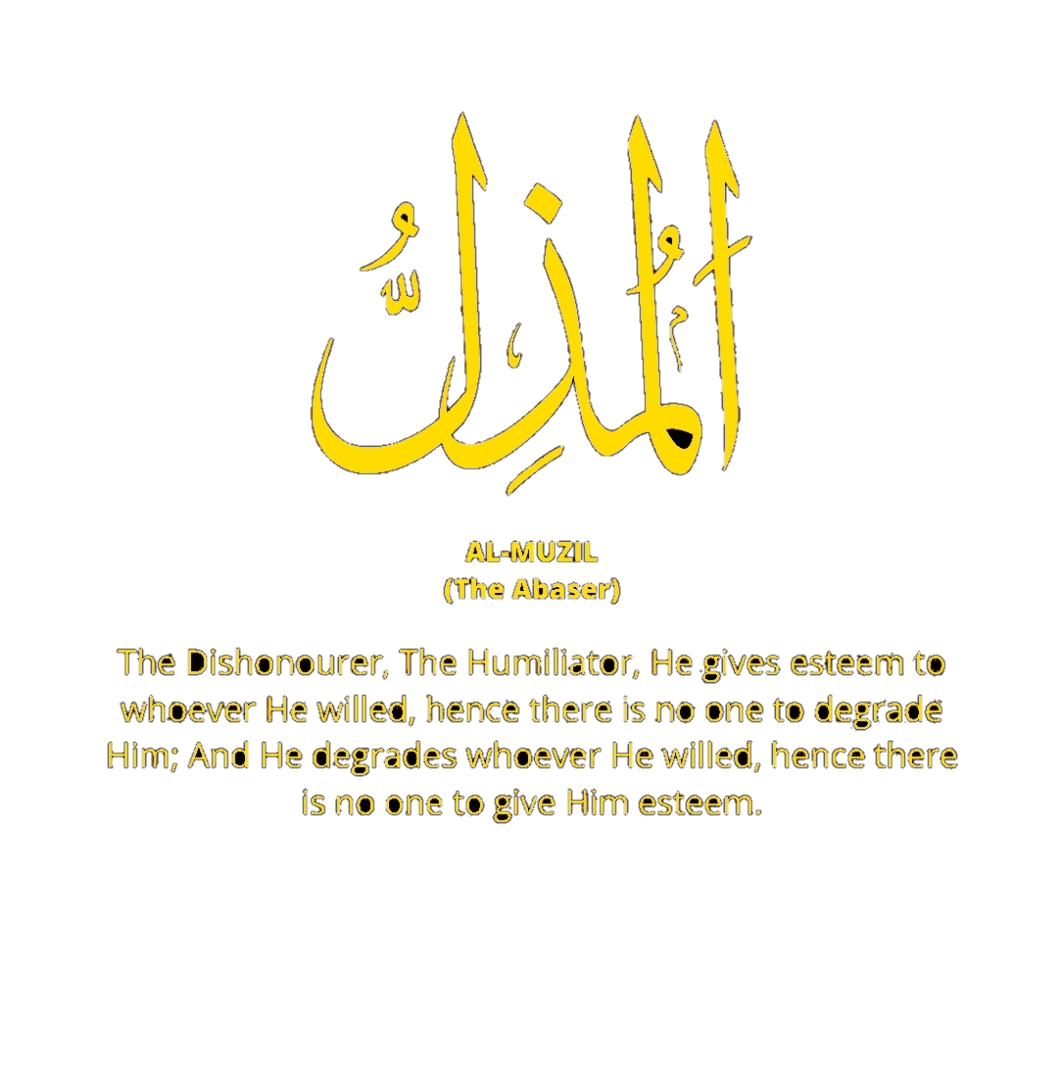 اَلْمُذِلُّ
AL-MUZIL
(The Abaser)
The Dishonourer, The Humiliator, He gives esteem to
whoever He willed, hence there is no one to degrade
Him; And He degrades whoever He willed, hence there
is no one to give Him esteem.